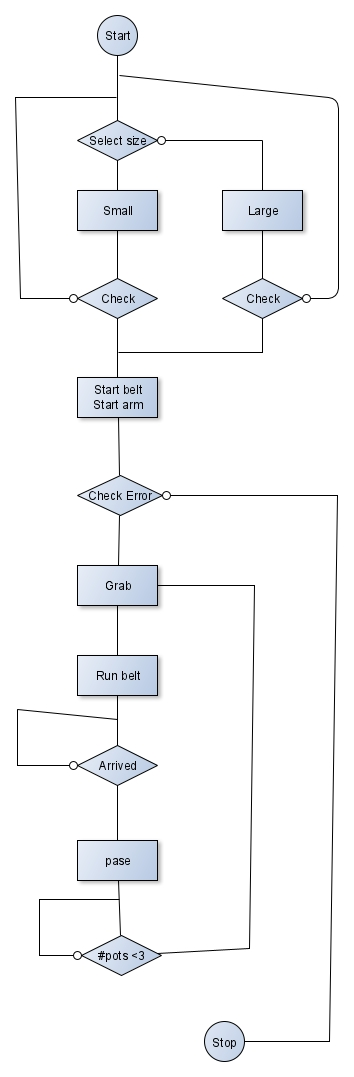 Start
Select size
Small
Large
Check
Check
Start belt
Start arm
Check Error
Grab
Run belt
Arrived
pase
#pots <3
Stop